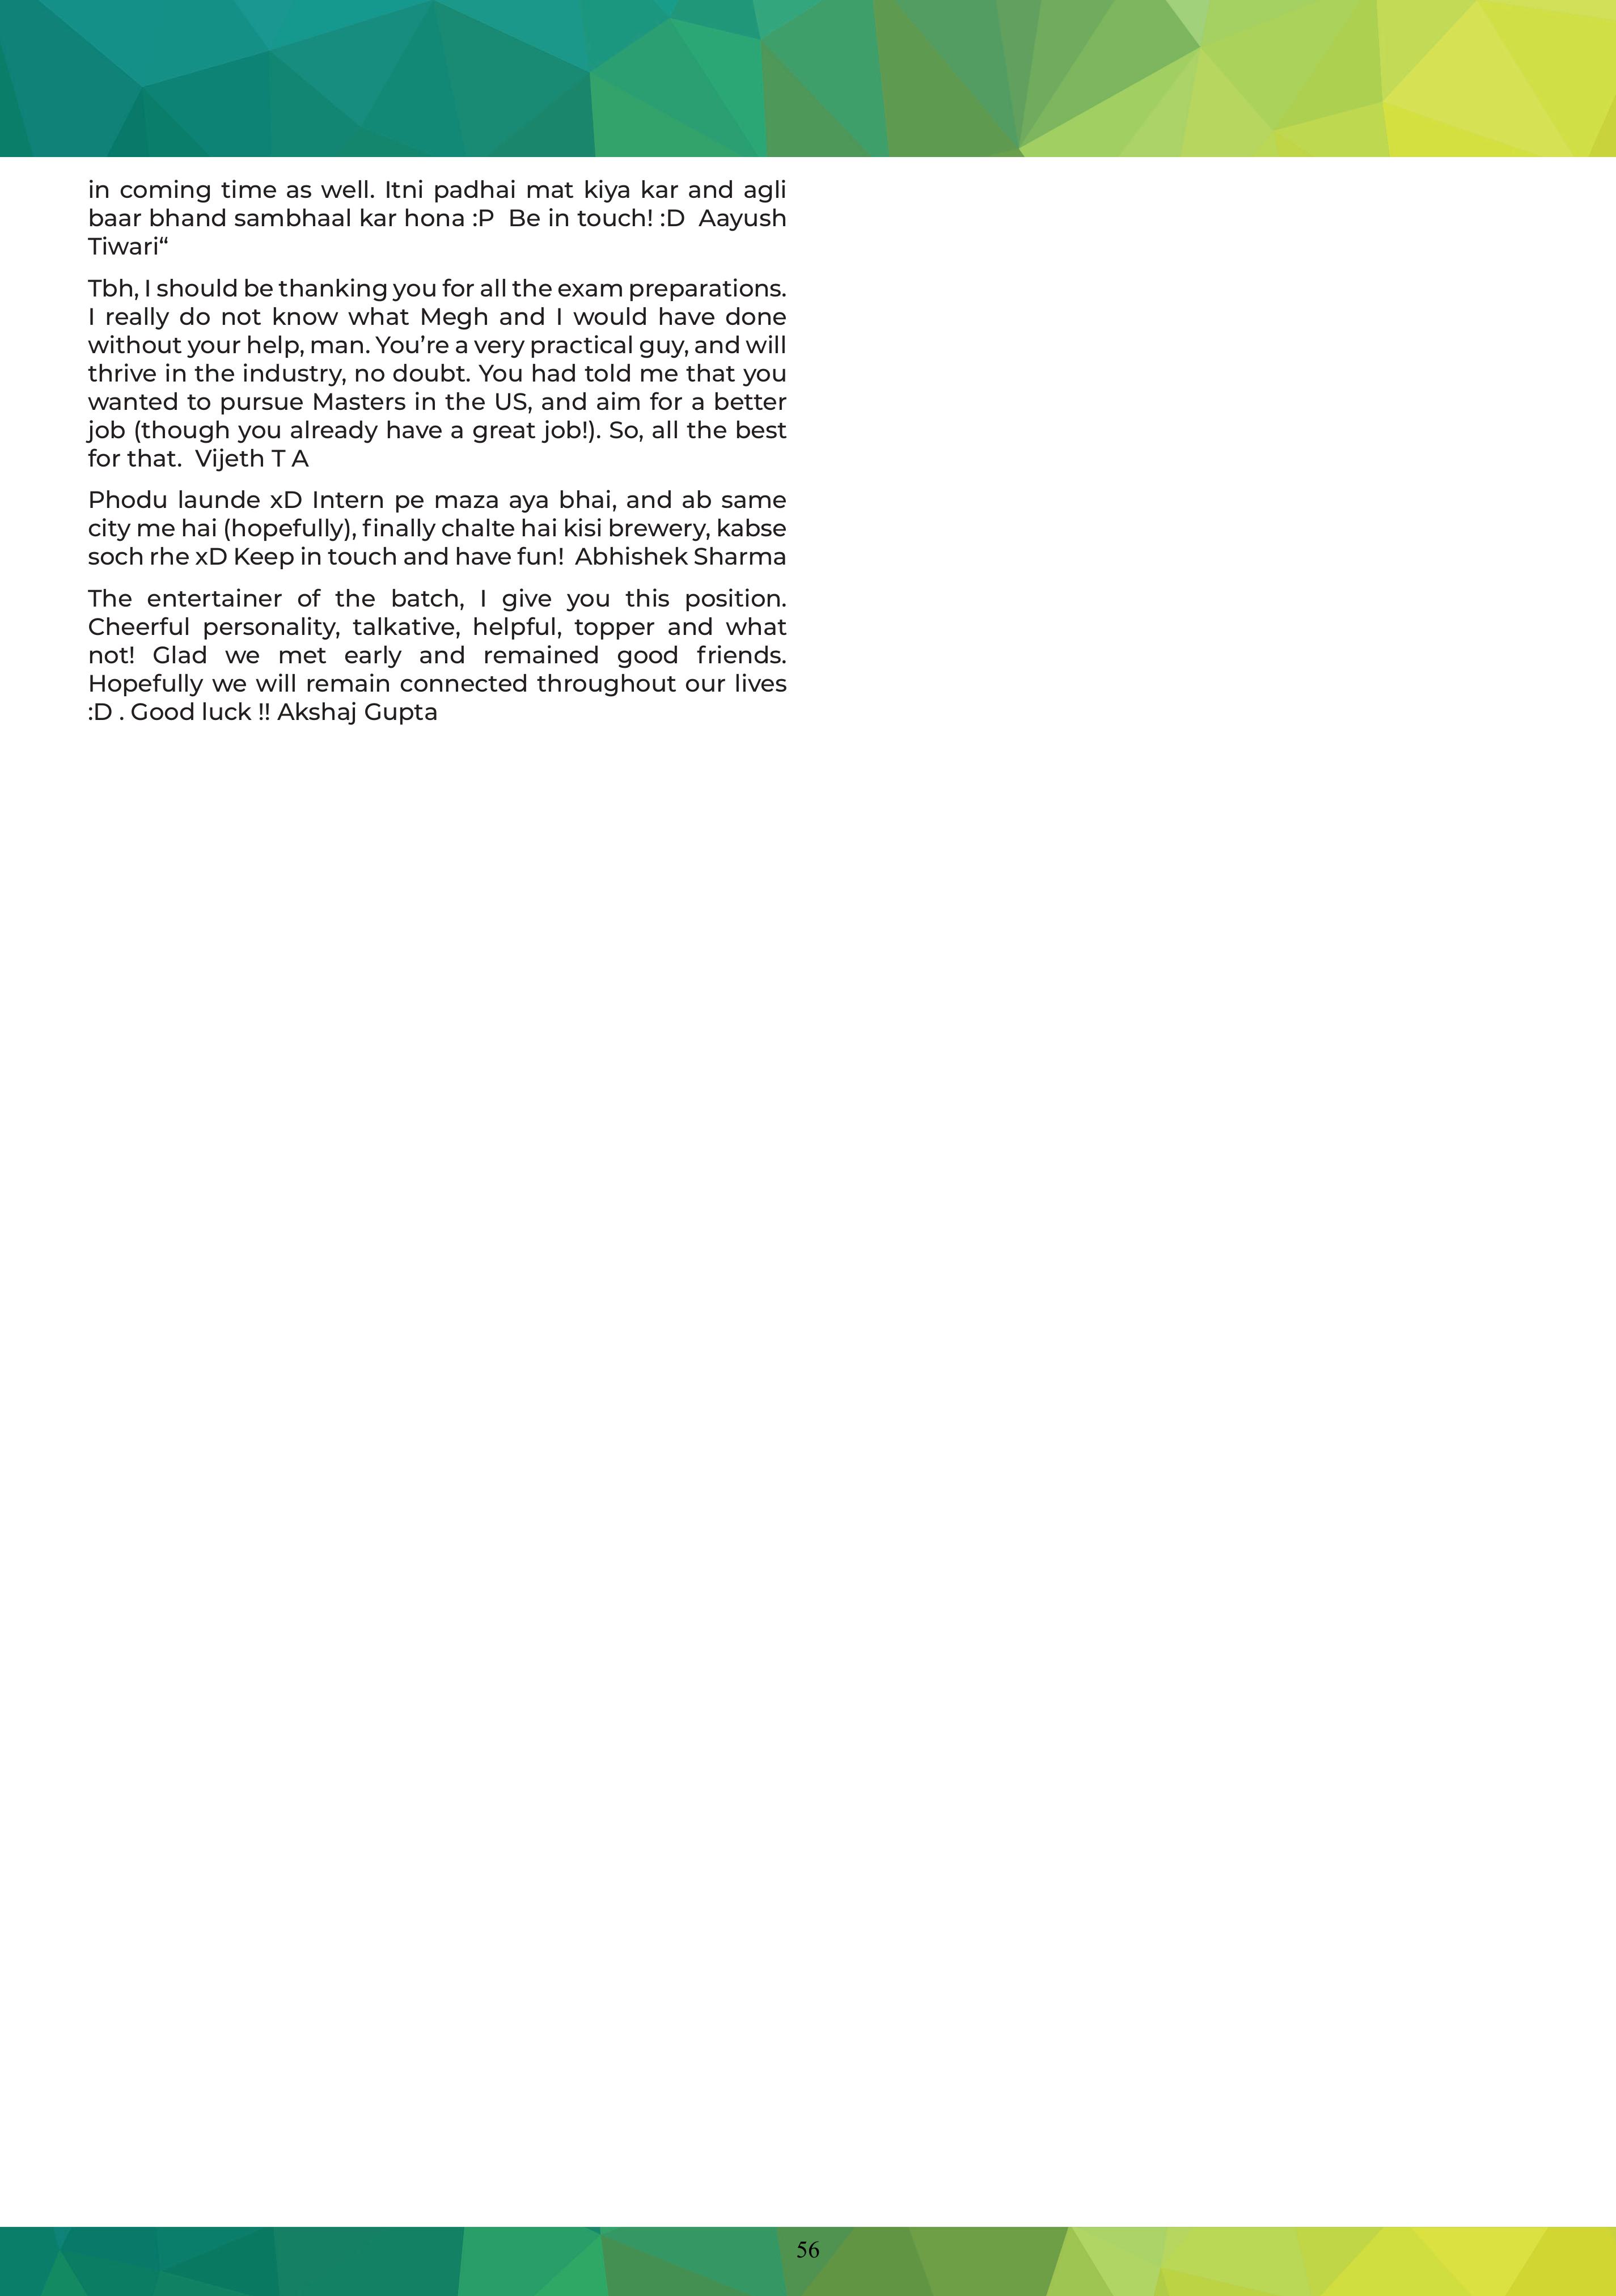 in coming time as well. Itni padhai mat kiya kar and agli
baar bhand sambhaal kar hona :P  Be in touch! :D  Aayush
Tiwari“
Tbh, I should be thanking you for all the exam preparations.
I really do not know what Megh and I would have done
without your help, man. You’re a very practical guy, and will
thrive in the industry, no doubt. You had told me that you
wanted to pursue Masters in the US, and aim for a better
job (though you already have a great job!). So, all the best
for that.  Vijeth T A
Phodu launde xD Intern pe maza aya bhai, and ab same
city me hai (hopefully), finally chalte hai kisi brewery, kabse
soch rhe xD Keep in touch and have fun!  Abhishek Sharma
The entertainer of the batch, I give you this position.
Cheerful personality, talkative, helpful, topper and what
not! Glad we met early and remained good friends.
Hopefully we will remain connected throughout our lives
:D . Good luck !! Akshaj Gupta
56